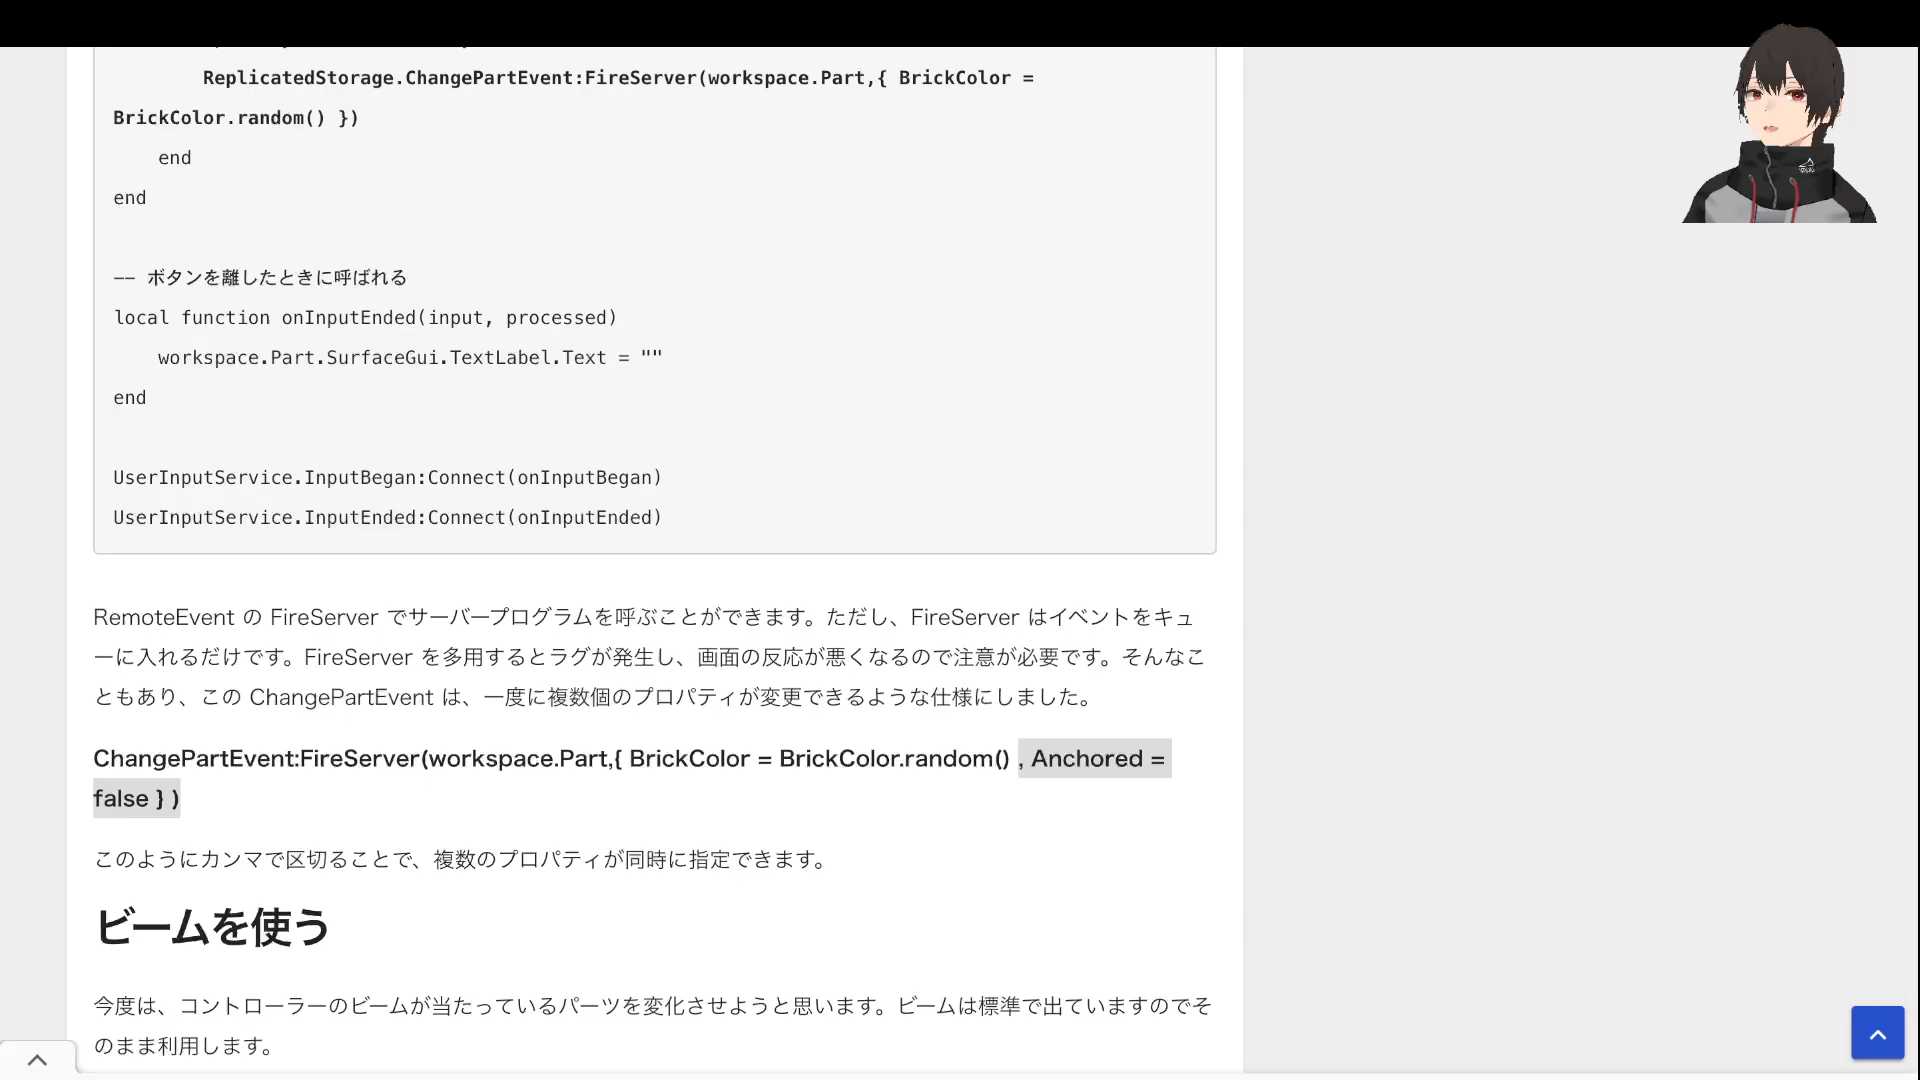 ReplicatedStorage.ChangePartEvent:FireServer(workspace.Part,{ BrickColor =
BrickColor.random() })
end
end
-- ボタンを離したときに呼ばれる
local function onInputEnded(input, processed)
workspace.Part.SurfaceGui.TextLabel.Text = ""
end
UserInputService.InputBegan:Connect(onInputBegan)
UserInputService.InputEnded:Connect(onInputEnded)
RemoteEvent の FireServer でサーバープログラムを呼ぶことができます。ただし、FireServer はイベントをキュ
ーに入れるだけです。FireServer を多用するとラグが発生し、画面の反応が悪くなるので注意が必要です。そんなこ
ともあり、この ChangePartEvent は、一度に複数個のプロパティが変更できるような仕様にしました。
ChangePartEvent:FireServer(workspace.Part,{ BrickColor = BrickColor.random() , Anchored =
false } )
このようにカンマで区切ることで、複数のプロパティが同時に指定できます。
ビームを使う
今度は、コントローラーのビームが当たっているパーツを変化させようと思います。ビームは標準で出ていますのでそ
のまま利用します。